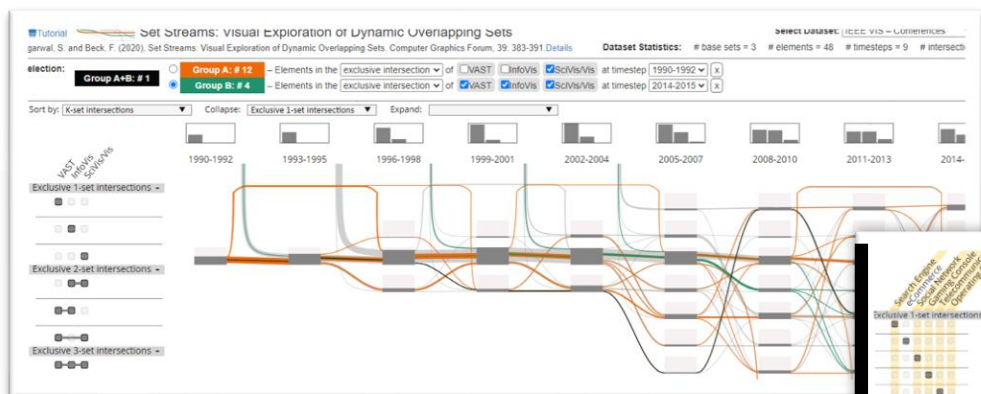 Tutorial Set Streams: Visual Exploration of Dynamic Overlapping Sets Select Dataset: IEEE VIS – Conferences
garwal, S. and Beck, F. (2020). Set Streams: Visual Exploration of Dynamic Overlapping Sets. Computer Graphics Forum, 39: 383-391. Details Dataset Statistics: # base sets = 3 # elements = 48 # timesteps = 9 # intersecti
election: Group A+B: # 1
Group A: # 12 – Elements in the exclusive intersection of VAST InfoVis SciVis/Vis at timestep 1990-1992 x
Group B: # 4 – Elements in the exclusive intersection of VAST InfoVis SciVis/Vis at timestep 2014-2015 x
Sort by: K-set intersections Collapse: Exclusive 1-set intersections Expand:
1990-1992 1993-1995 1996-1998 1999-2001 2002-2004 2005-2007 2008-2010 2011-2013 2014-
VAST
InfoVis
SciVis/Vis
Exclusive 1-set intersections -
Exclusive 2-set intersections -
Exclusive 3-set intersections -
Search Engine
eCommerce
Social Network
Gaming Console
Telecommuni
Operating
Exclusive 1-set intersections